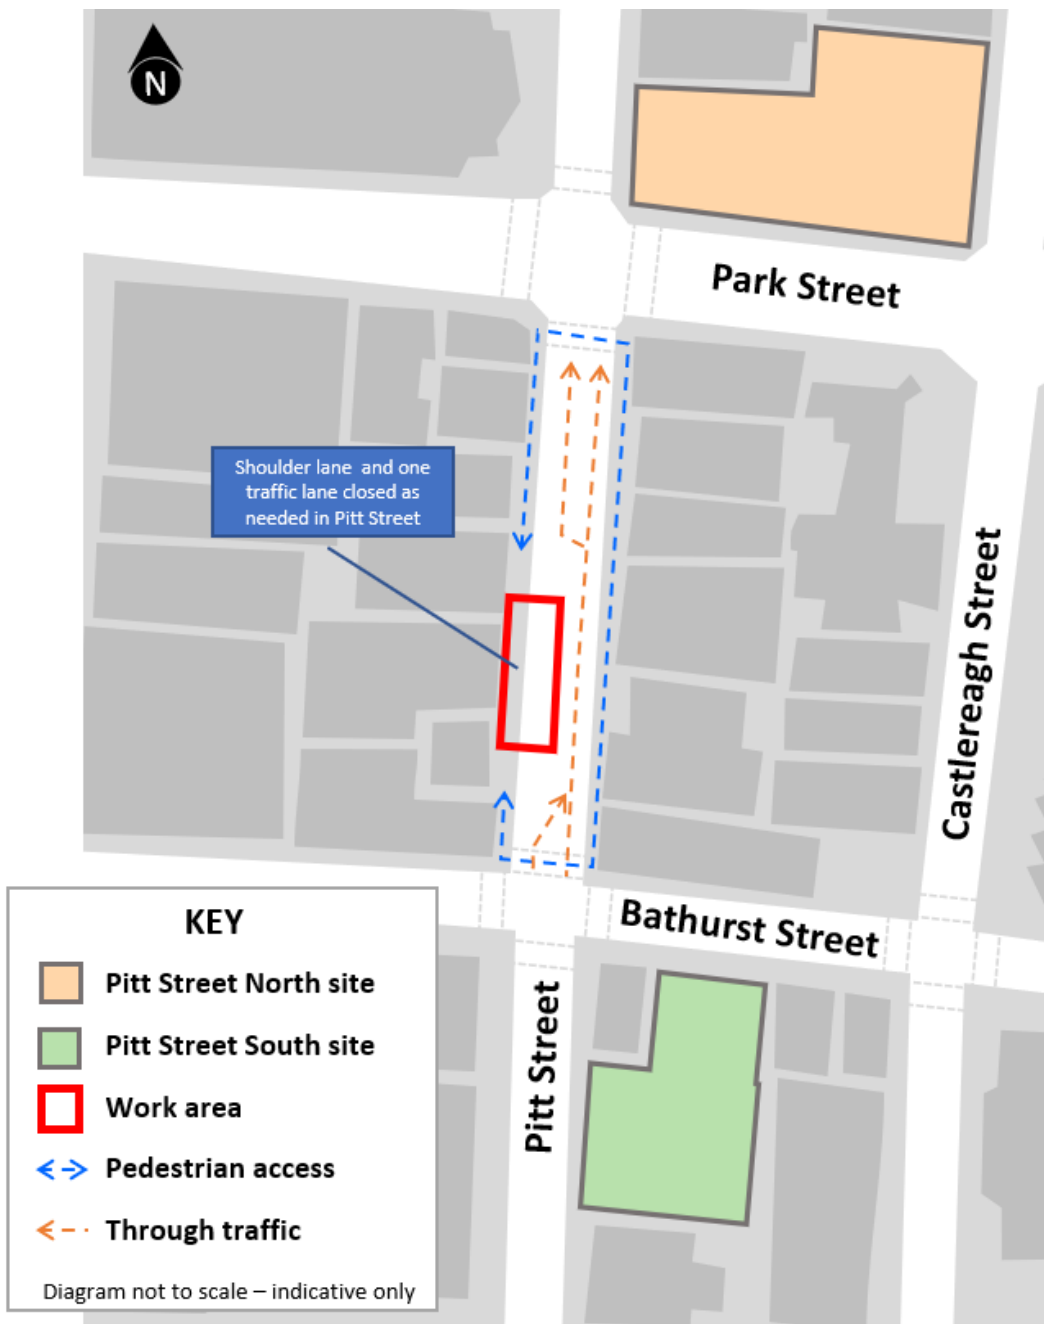 N
Park Street
Shoulder lane and one
traffic lane closed as
needed in Pitt Street
Castlereagh Street
Bathurst Street
Pitt Street
KEY
Pitt Street North site
Pitt Street South site
Work area
Pedestrian access
Through traffic
Diagram not to scale – indicative only